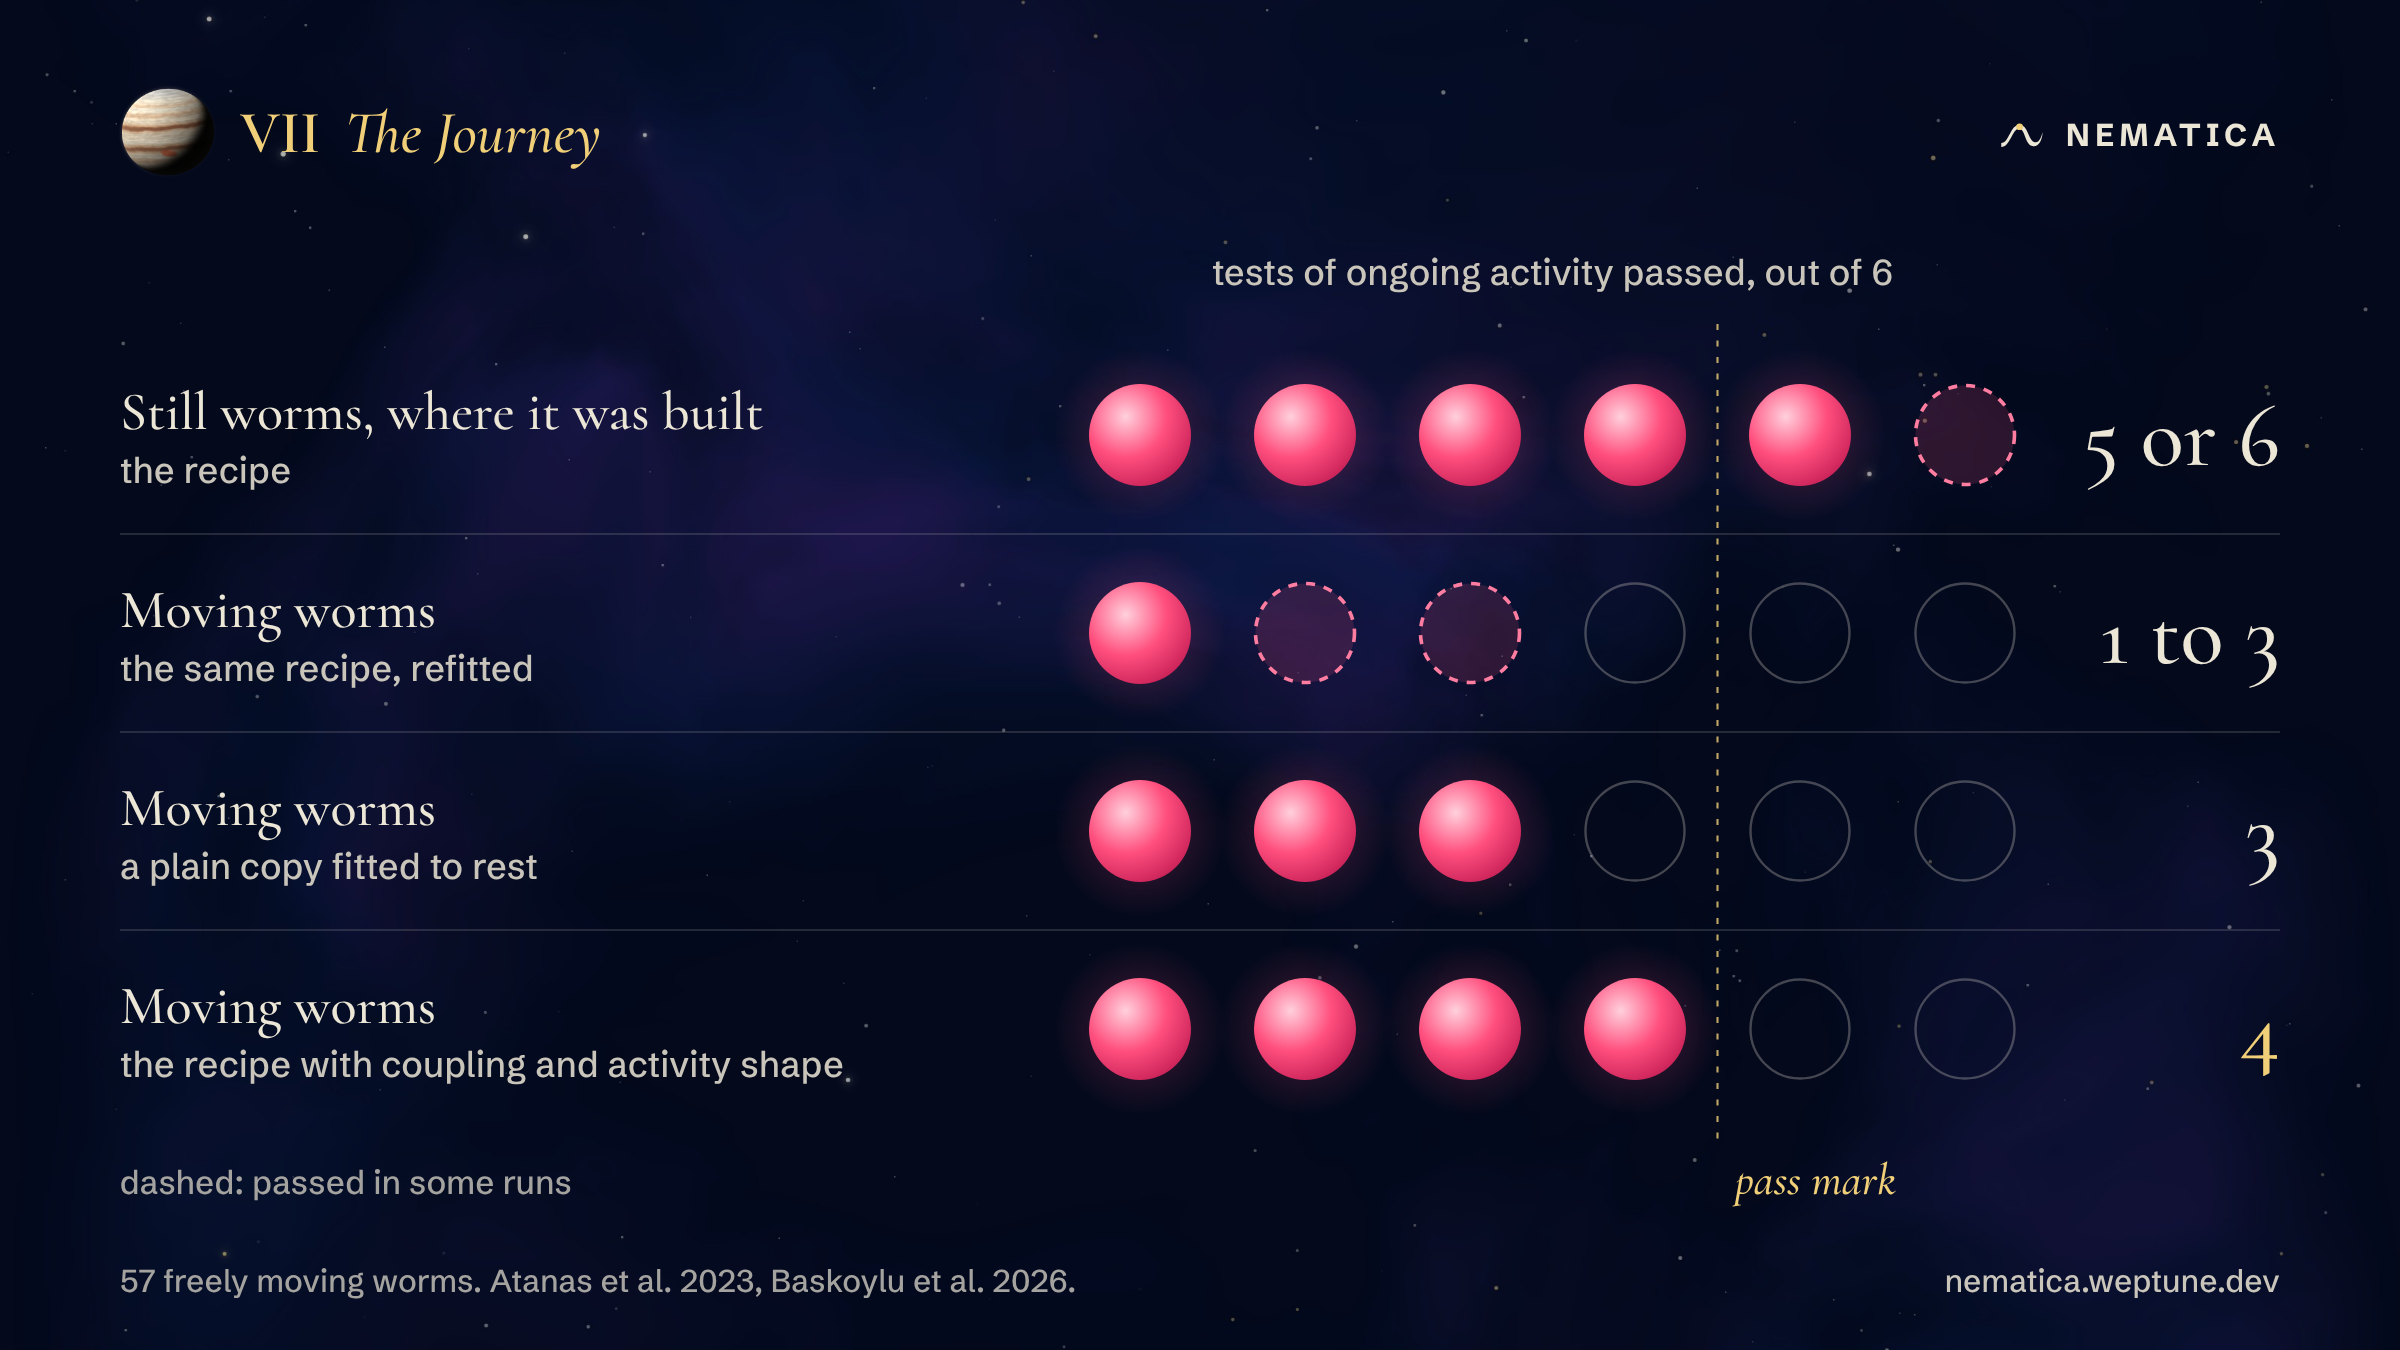 VII The Journey
NEMATICA
tests of ongoing activity passed, out of 6
Still worms, where it was built
the recipe
5 or 6
Moving worms
the same recipe, refitted
1 to 3
Moving worms
a plain copy fitted to rest
3
Moving worms
the recipe with coupling and activity shape
4
dashed: passed in some runs
pass mark
57 freely moving worms. Atanas et al. 2023, Baskoylu et al. 2026.
nematica.weptune.dev